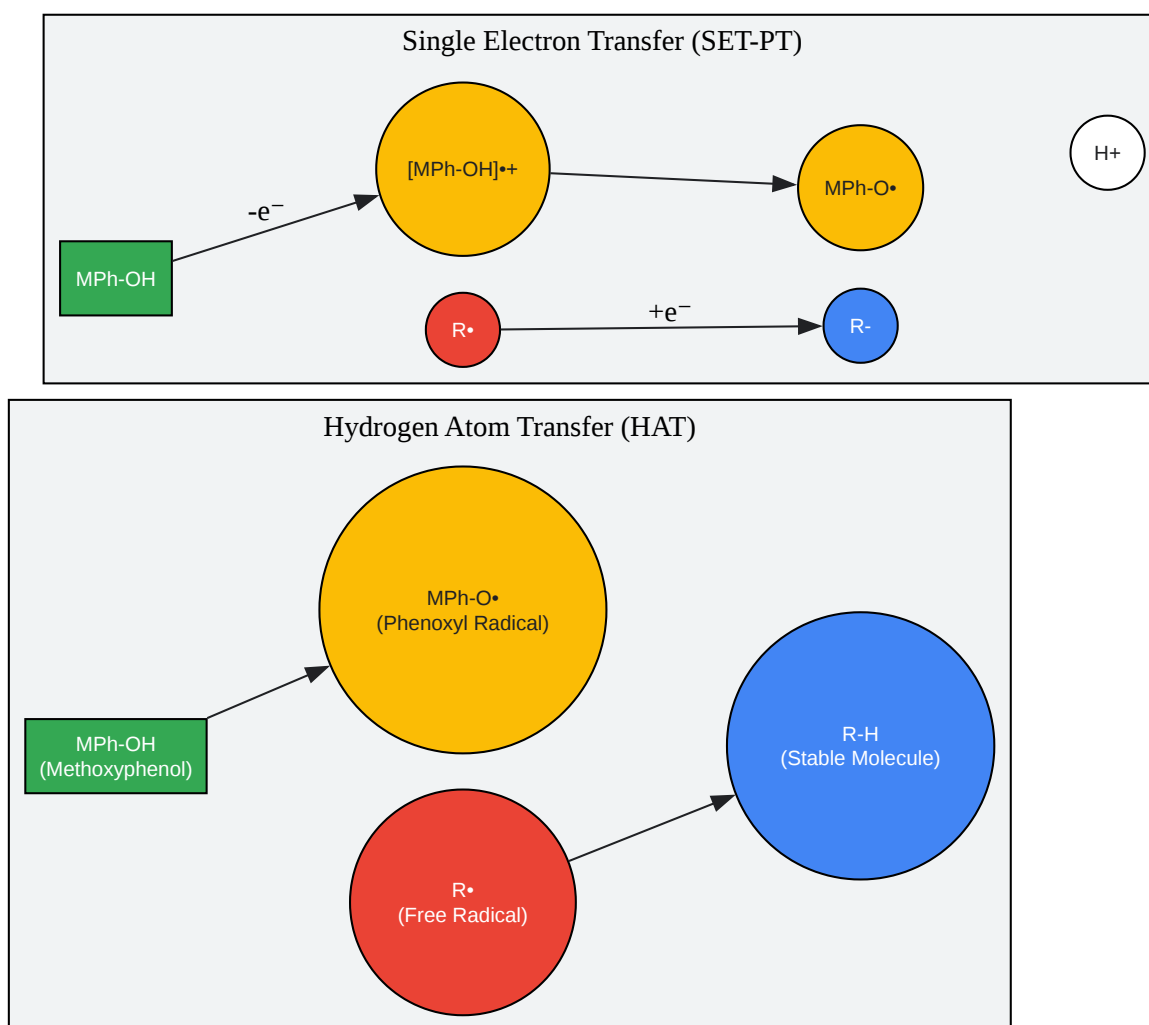 Single Electron Transfer (SET-PT)
[MPh-OH]•+
H+
MPh-O•
-e⁻
MPh-OH
+e⁻
R•
R-
Hydrogen Atom Transfer (HAT)
MPh-O•
(Phenoxyl Radical)
MPh-OH
(Methoxyphenol)
R-H
(Stable Molecule)
R•
(Free Radical)